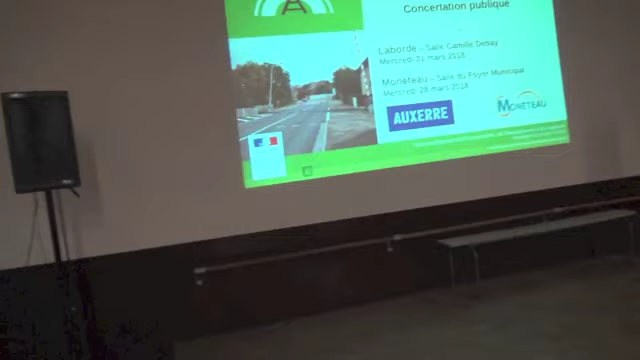 Concertation publique
Laborde - Salle Camille Debay
Mercredi 21 mars 2018
Moneteau - Salle du Foyer Municipal
Mercredi 28 mars 2018
AUXERRE
MONETEAU